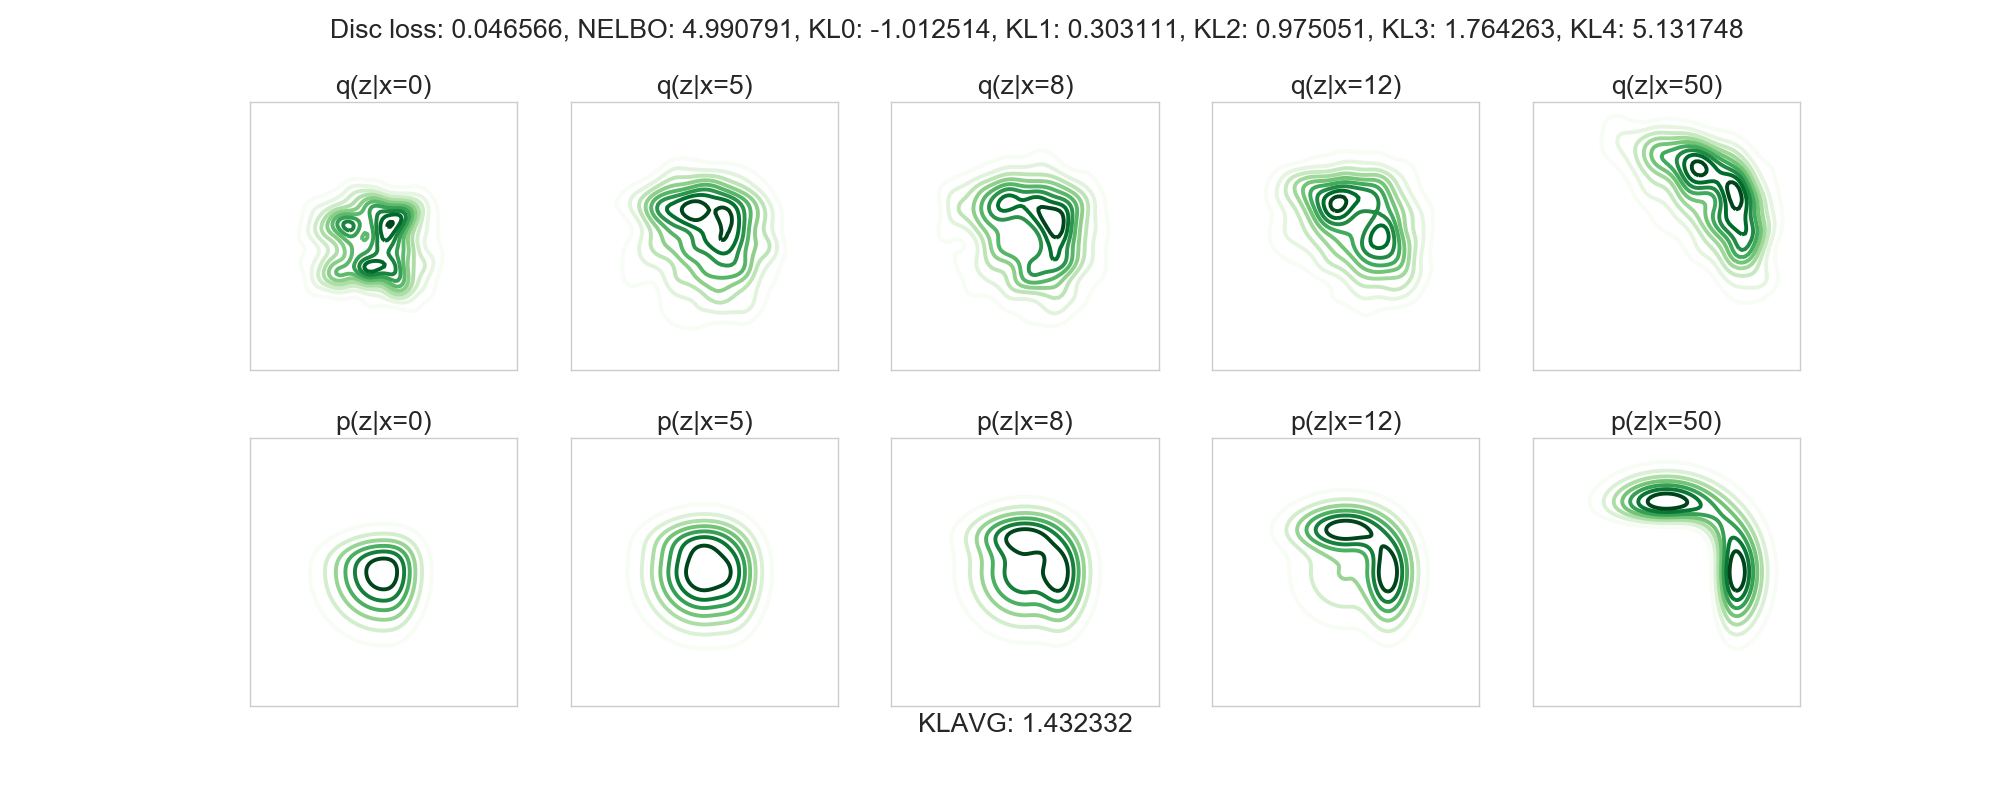 Disc loss: 0.046566, NELBO: 4.990791, KL0: -1.012514, KL1: 0.303111, KL2: 0.975051, KL3: 1.764263, KL4: 5.131748
q(z|x=0) q(z|x=5) q(z|x=8) q(z|x=12) q(z|x=50)
p(z|x=0) p(z|x=5) p(z|x=8) p(z|x=12) p(z|x=50)
KLAVG: 1.432332